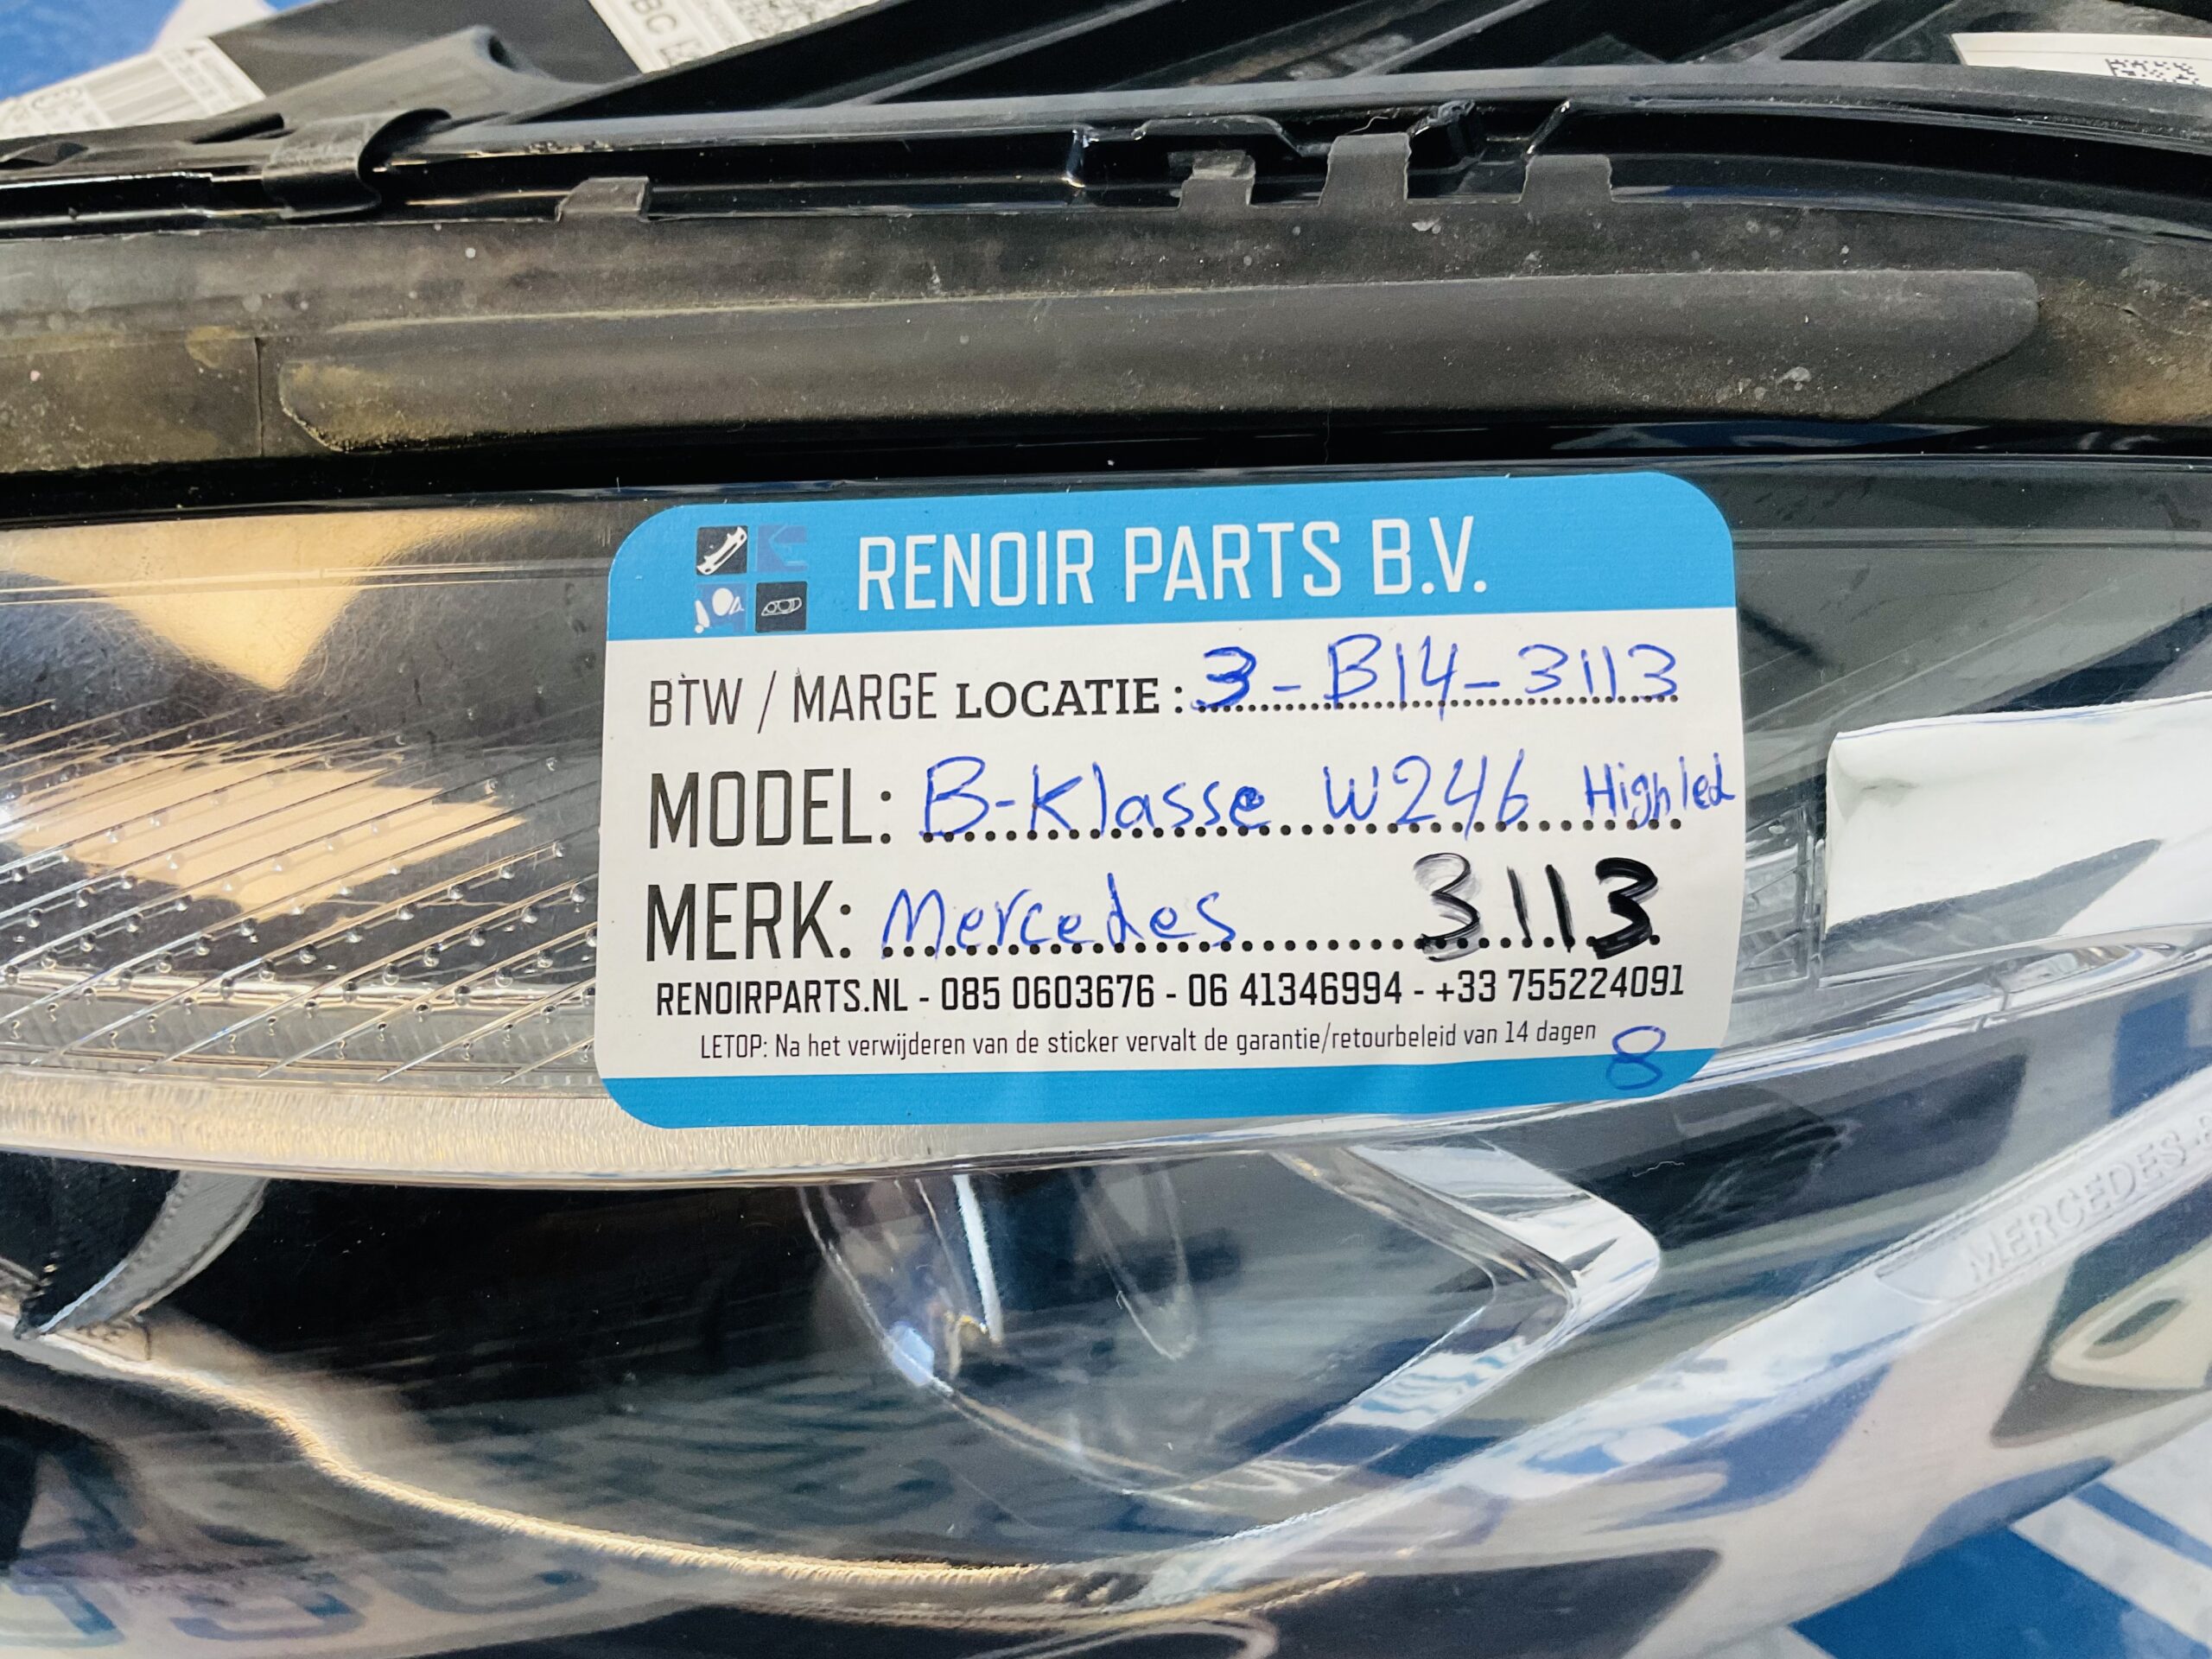 RENOIR PARTS B.V.
BTW / MARGE LOCATIE : 3-B14-3113
MODEL: B-Klasse W246 High led
MERK: Mercedes 3113
RENOIRPARTS.NL - 085 0603676 - 06 41346994 - +33 755224091
LETOP: Na het verwijderen van de sticker vervalt de garantie/retourbeleid van 14 dagen
8
MERCEDES-